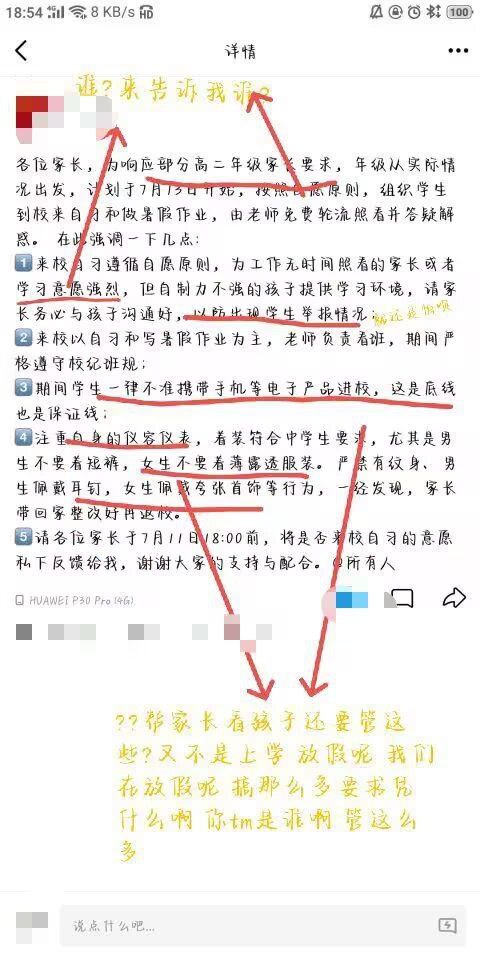 18:54 4G 8 KB/s HD 100
详情
谁?来告诉我谁?
各位家长，为响应部分高二年级家长要求，年级从实际情
况出发，计划于7月13日开始，按照自愿原则，组织学生
到校来自习和做暑假作业，由老师免费轮流照看并答疑解
惑。 在此强调一下几点:
1来校自习遵循自愿原则，为工作无时间照看的家长或者
学习意愿强烈，但自制力不强的孩子提供学习环境，请家
长务必与孩子沟通好，以防出现学生举报情况;
2来校以自习和写暑假作业为主，老师负责看班，期间严
格遵守校纪班规;
3期间学生一律不准携带手机等电子产品进校，这是底线
也是保证线;
4注重自身的仪容仪表，着装符合中学生要求，尤其是男
生不要着短裤，女生不要着薄露透服装。严禁有纹身、男
生佩戴耳钉，女生佩戴夸张首饰等行为，一经发现，家长
带回家整改好再返校。
5请各位家长于7月11日18:00前，将是否来校自习的意愿
私下反馈给我，谢谢大家的支持与配合。@所有人
HUAWEI P30 Pro (4G)
??帮家长看孩子还要管这
些?又不是上学 放假呢 我们
在放假呢 搞那么多要求凭
什么啊 你tm是谁啊 管这么
多
说点什么吧...